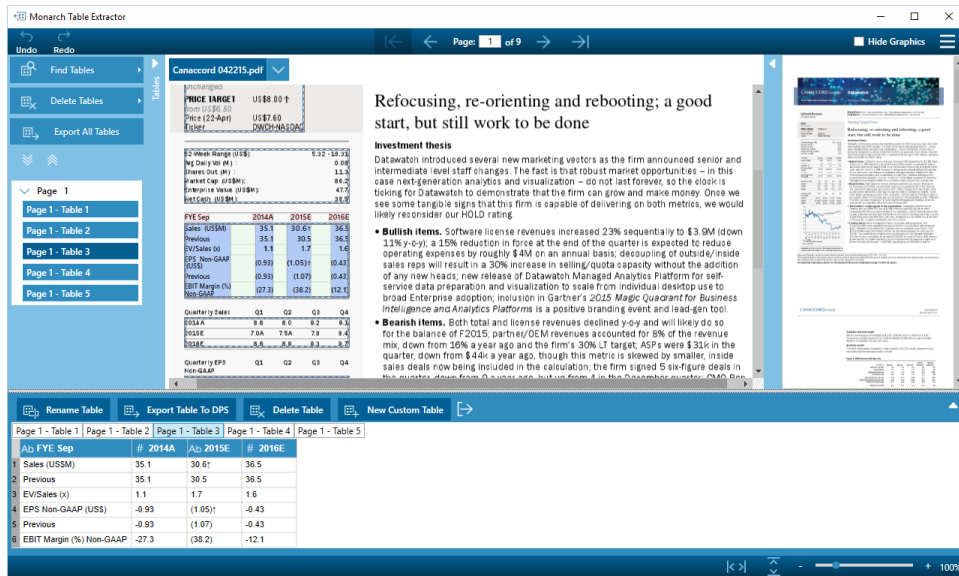 Monarch Table Extractor
Undo Redo
Page: 1 of 9
Hide Graphics
Find Tables
Delete Tables
Export All Tables
Page 1
Page 1 - Table 1
Page 1 - Table 2
Page 1 - Table 3
Page 1 - Table 4
Page 1 - Table 5
Tables
Canaccord 042215.pdf
unchanged
PRICE TARGET US$8.00↑
from US$6.50
Price (22-Apr) US$7.60
Ticker DWCH-NASDAQ
52-Week Range (US$) 5.32 - 18.31
Avg Daily Vol (M) : 0.08
Shares Out. (M) : 11.3
Market Cap (US$M): 86.2
Enterprise Value (US$M): 47.7
Net Cash (US$M): 38.5
FYE Sep 2014A 2015E 2016E
Sales (US$M) 35.1 30.6↑ 36.5
Previous 35.1 30.5 36.5
EV/Sales (x) 1.1 1.7 1.6
EPS Non-GAAP
(US$) (0.93) (1.05)↑ (0.43)
Previous (0.93) (1.07) (0.43)
EBIT Margin (%)
Non-GAAP (27.3) (38.2) (12.1)
Quarterly Sales Q1 Q2 Q3 Q4
2014A 8.8 8.0 9.2 9.1
2015E 7.0A 7.5A 7.8 8.4
2016E 8.6 8.9 9.3 9.7
Quarterly EPS Q1 Q2 Q3 Q4
Non-GAAP
Refocusing, re-orienting and rebooting; a good
start, but still work to be done
Investment thesis
Datawatch introduced several new marketing vectors as the firm announced senior and
intermediate level staff changes. The fact is that robust market opportunities – in this
case next-generation analytics and visualization – do not last forever, so the clock is
ticking for Datawatch to demonstrate that the firm can grow and make money. Once we
see some tangible signs that this firm is capable of delivering on both metrics, we would
likely reconsider our HOLD rating.
• Bullish items. Software license revenues increased 23% sequentially to $3.9M (down
11% y-o-y); a 15% reduction in force at the end of the quarter is expected to reduce
operating expenses by roughly $4M on an annual basis; decoupling of outside/inside
sales reps will result in a 30% increase in selling/quota capacity without the addition
of any new heads; new release of Datawatch Managed Analytics Platform for self-
service data preparation and visualization to scale from individual desktop use to
broad Enterprise adoption; inclusion in Gartner's 2015 Magic Quadrant for Business
Intelligence and Analytics Platforms is a positive branding event and lead-gen tool.
• Bearish items. Both total and license revenues declined y-o-y and will likely do so
for the balance of F2015; partner/OEM revenues accounted for 8% of the revenue
mix, down from 16% a year ago and the firm's 30% LT target; ASPs were $31k in the
quarter, down from $44k a year ago, though this metric is skewed by smaller, inside
sales deals now being included in the calculation; the firm signed 5 six-figure deals in
the quarter, down from 9 a year ago, but up from 4 in the December quarter; CMO Ben
Rename Table
Export Table To DPS
Delete Table
New Custom Table
Page 1 - Table 1 Page 1 - Table 2 Page 1 - Table 3 Page 1 - Table 4 Page 1 - Table 5
Ab FYE Sep # 2014A Ab 2015E # 2016E
1 Sales (US$M) 35.1 30.6↑ 36.5
2 Previous 35.1 30.5 36.5
3 EV/Sales (x) 1.1 1.7 1.6
4 EPS Non-GAAP (US$) -0.93 (1.05)↑ -0.43
5 Previous -0.93 (1.07) -0.43
6 EBIT Margin (%) Non-GAAP -27.3 (38.2) -12.1
- + 100%